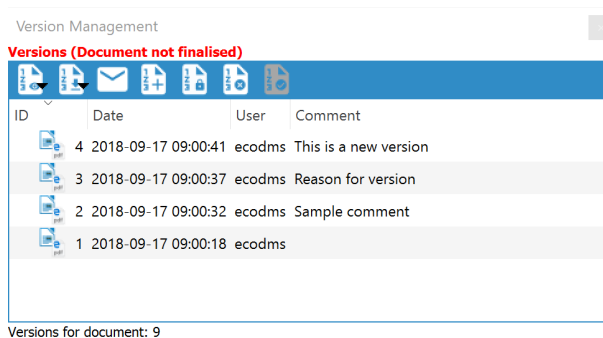 Version Management
Versions (Document not finalised)
ID Date User Comment
4 2018-09-17 09:00:41 ecodms This is a new version
3 2018-09-17 09:00:37 ecodms Reason for version
2 2018-09-17 09:00:32 ecodms Sample comment
1 2018-09-17 09:00:18 ecodms
Versions for document: 9